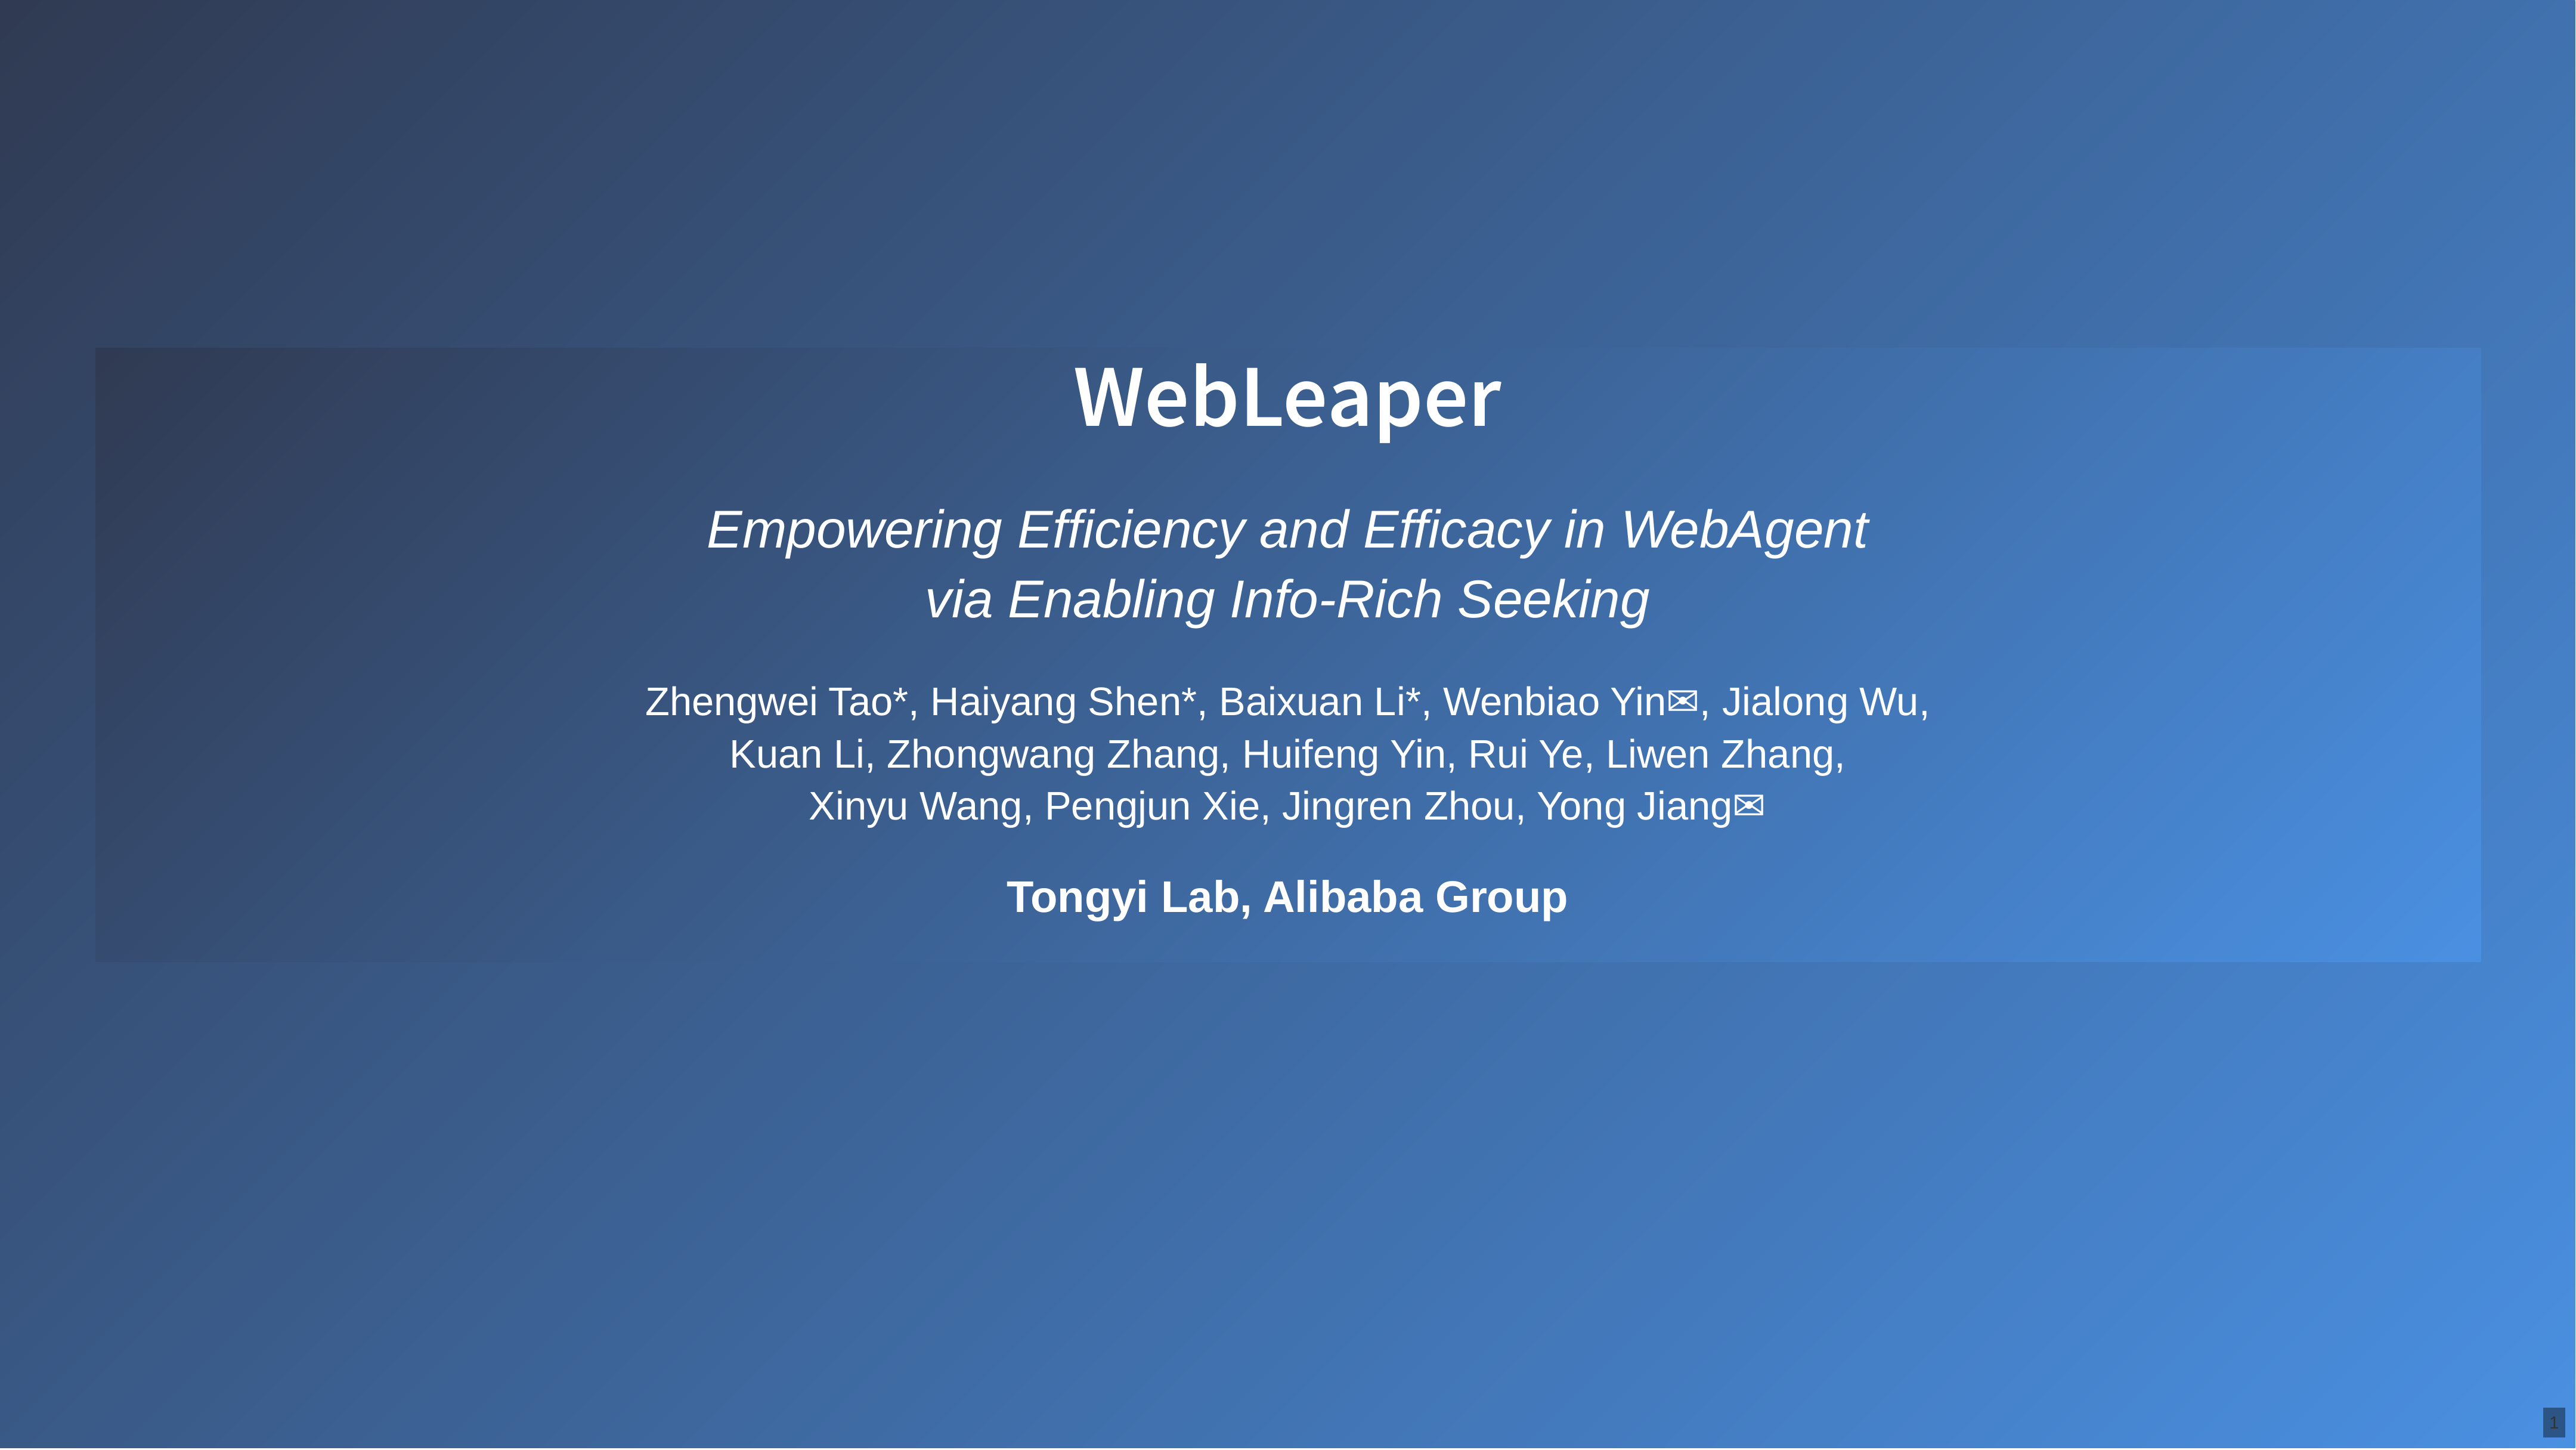 WebLeaper
Empowering Efficiency and Efficacy in WebAgent
via Enabling Info-Rich Seeking
Zhengwei Tao*, Haiyang Shen*, Baixuan Li*, Wenbiao Yin✉, Jialong Wu,
Kuan Li, Zhongwang Zhang, Huifeng Yin, Rui Ye, Liwen Zhang,
Xinyu Wang, Pengjun Xie, Jingren Zhou, Yong Jiang✉
Tongyi Lab, Alibaba Group
1